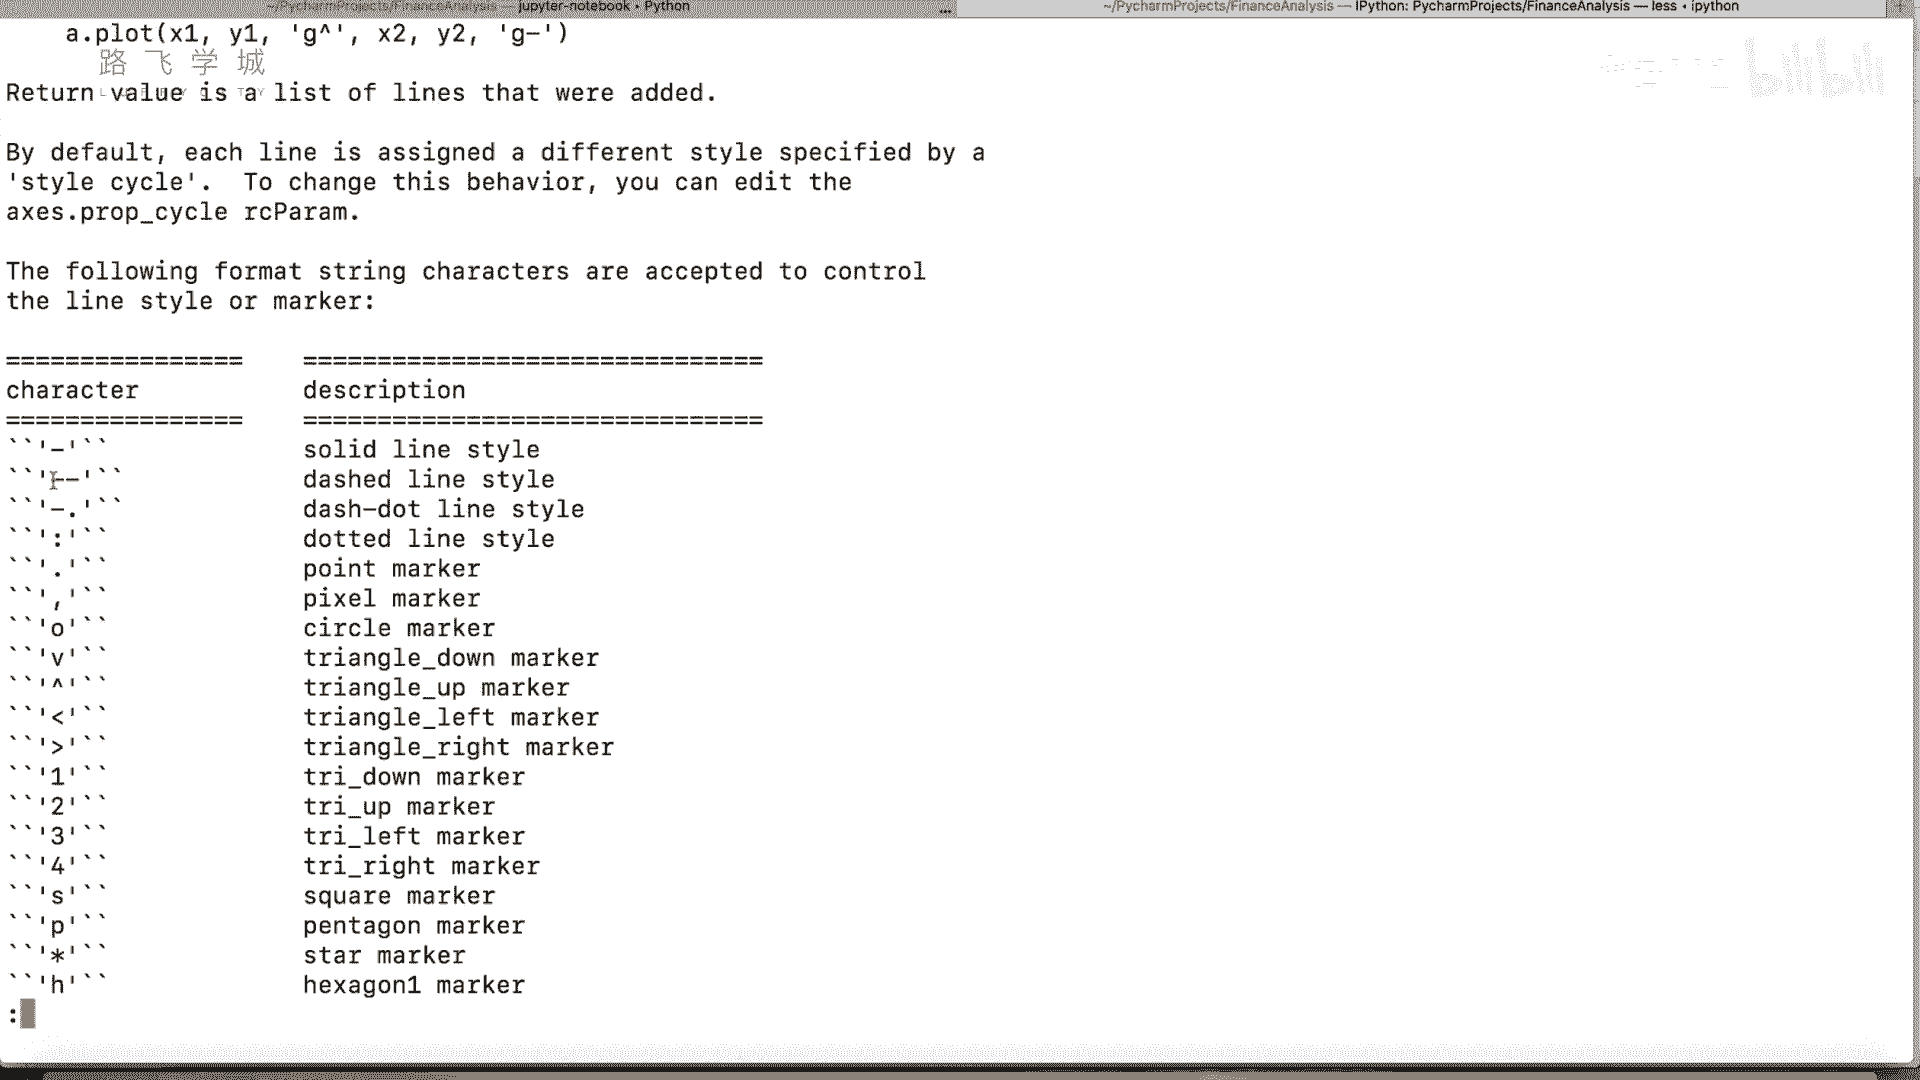 ~/PycharmProjects/FinanceAnalysis — jupyter-notebook • Python
...
~/PycharmProjects/FinanceAnalysis — IPython: PycharmProjects/FinanceAnalysis — less • ipython
a.plot(x1, y1, 'g^', x2, y2, 'g-')
路飞学城
bilibili
Return value is a list of lines that were added.
By default, each line is assigned a different style specified by a
'style cycle'.  To change this behavior, you can edit the
axes.prop_cycle rcParam.
The following format string characters are accepted to control
the line style or marker:
================    ===============================
character           description
================    ===============================
``'-'``             solid line style
``'--'``            dashed line style
``'-.'``            dash-dot line style
``':'``             dotted line style
``'.'``             point marker
``','``             pixel marker
``'o'``             circle marker
``'v'``             triangle_down marker
``'^'``             triangle_up marker
``'<'``             triangle_left marker
``'>'``             triangle_right marker
``'1'``             tri_down marker
``'2'``             tri_up marker
``'3'``             tri_left marker
``'4'``             tri_right marker
``'s'``             square marker
``'p'``             pentagon marker
``'*'``             star marker
``'h'``             hexagon1 marker
: